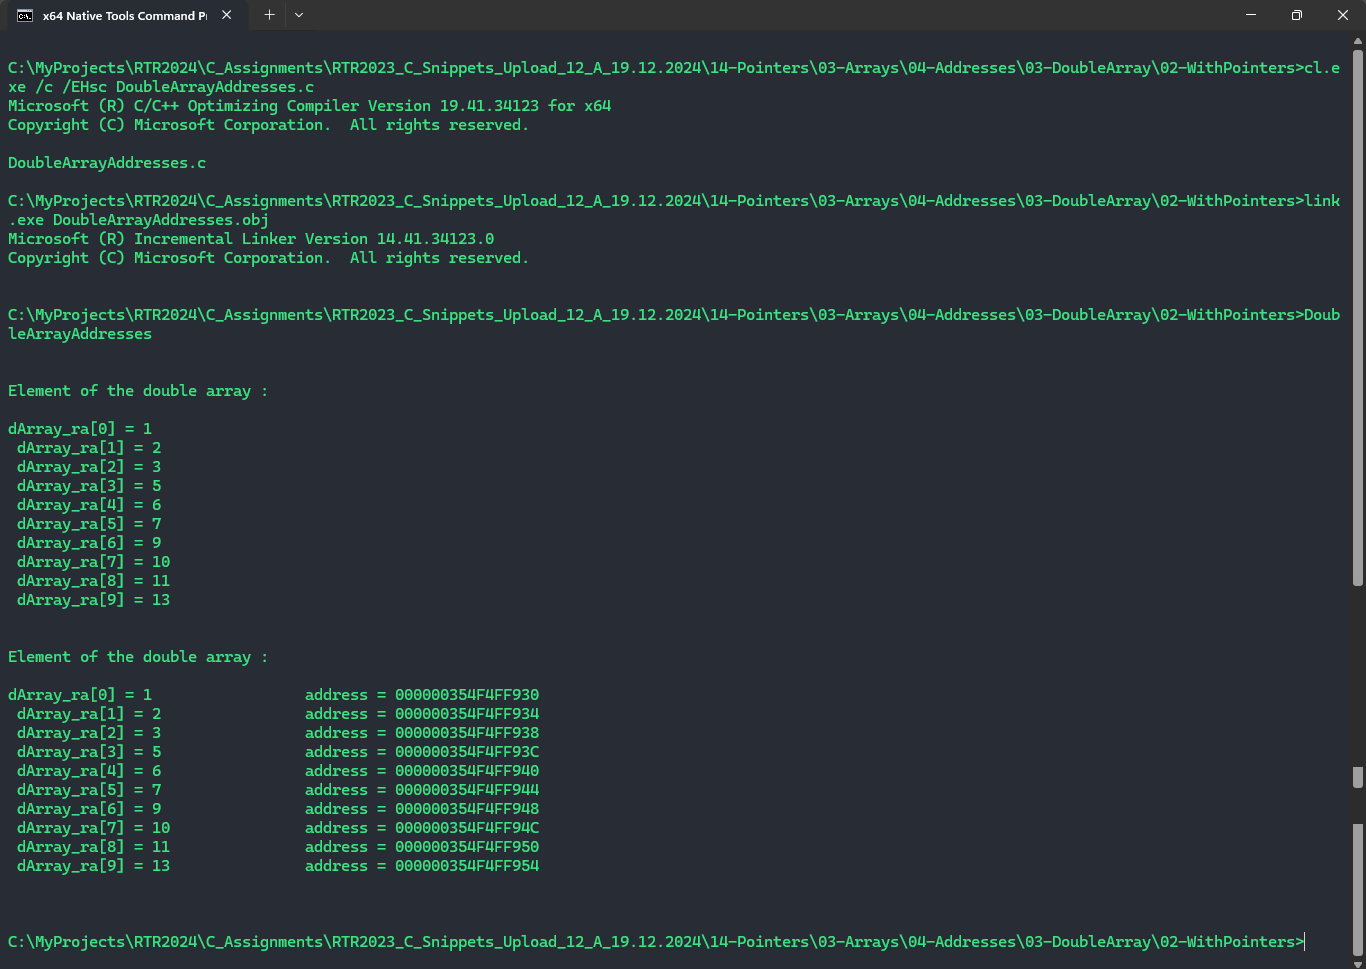 x64 Native Tools Command P
C:\MyProjects\RTR2024\C_Assignments\RTR2023_C_Snippets_Upload_12_A_19.12.2024\14-Pointers\03-Arrays\04-Addresses\03-DoubleArray\02-WithPointers>cl.e
xe /c /EHsc DoubleArrayAddresses.c
Microsoft (R) C/C++ Optimizing Compiler Version 19.41.34123 for x64
Copyright (C) Microsoft Corporation.  All rights reserved.
DoubleArrayAddresses.c
C:\MyProjects\RTR2024\C_Assignments\RTR2023_C_Snippets_Upload_12_A_19.12.2024\14-Pointers\03-Arrays\04-Addresses\03-DoubleArray\02-WithPointers>link
.exe DoubleArrayAddresses.obj
Microsoft (R) Incremental Linker Version 14.41.34123.0
Copyright (C) Microsoft Corporation.  All rights reserved.
C:\MyProjects\RTR2024\C_Assignments\RTR2023_C_Snippets_Upload_12_A_19.12.2024\14-Pointers\03-Arrays\04-Addresses\03-DoubleArray\02-WithPointers>Doub
leArrayAddresses
Element of the double array :
dArray_ra[0] = 1
dArray_ra[1] = 2
dArray_ra[2] = 3
dArray_ra[3] = 5
dArray_ra[4] = 6
dArray_ra[5] = 7
dArray_ra[6] = 9
dArray_ra[7] = 10
dArray_ra[8] = 11
dArray_ra[9] = 13
Element of the double array :
dArray_ra[0] = 1 address = 000000354F4FF930
dArray_ra[1] = 2 address = 000000354F4FF934
dArray_ra[2] = 3 address = 000000354F4FF938
dArray_ra[3] = 5 address = 000000354F4FF93C
dArray_ra[4] = 6 address = 000000354F4FF940
dArray_ra[5] = 7 address = 000000354F4FF944
dArray_ra[6] = 9 address = 000000354F4FF948
dArray_ra[7] = 10 address = 000000354F4FF94C
dArray_ra[8] = 11 address = 000000354F4FF950
dArray_ra[9] = 13 address = 000000354F4FF954
C:\MyProjects\RTR2024\C_Assignments\RTR2023_C_Snippets_Upload_12_A_19.12.2024\14-Pointers\03-Arrays\04-Addresses\03-DoubleArray\02-WithPointers>